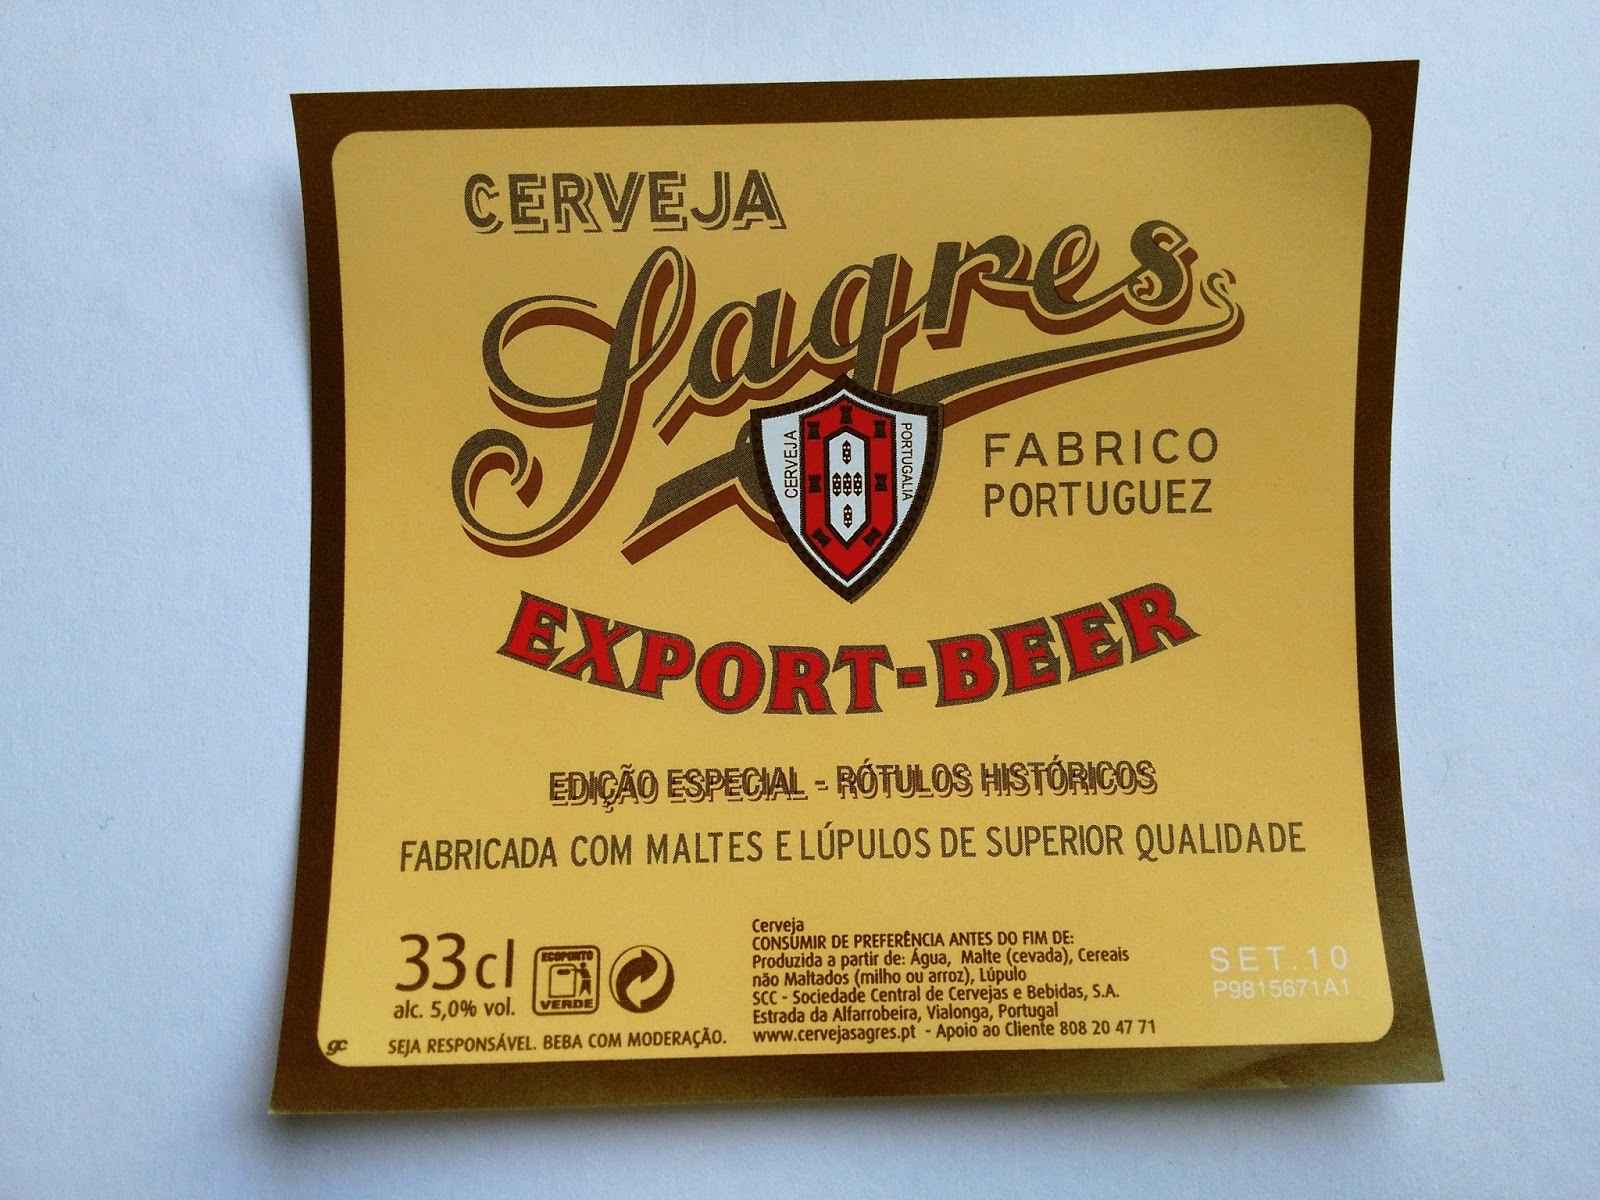 CERVEJA
Sagres
CERVEJA
PORTUGALIA
FABRICO
PORTUGUEZ
EXPORT-BEER
EDIÇÃO ESPECIAL - RÓTULOS HISTÓRICOS
FABRICADA COM MALTES E LÚPULOS DE SUPERIOR QUALIDADE
33cl
alc. 5,0% vol.
ECOPONTO
VERDE
SEJA RESPONSÁVEL. BEBA COM MODERAÇÃO.
gc
Cerveja
CONSUMIR DE PREFERÊNCIA ANTES DO FIM DE:
Produzida a partir de: Água, Malte (cevada), Cereais
não Maltados (milho ou arroz), Lúpulo
SCC - Sociedade Central de Cervejas e Bebidas, S.A.
Estrada da Alfarrobeira, Vialonga, Portugal
www.cervejasagres.pt - Apoio ao Cliente 808 20 47 71
SET.10
P9815671A1